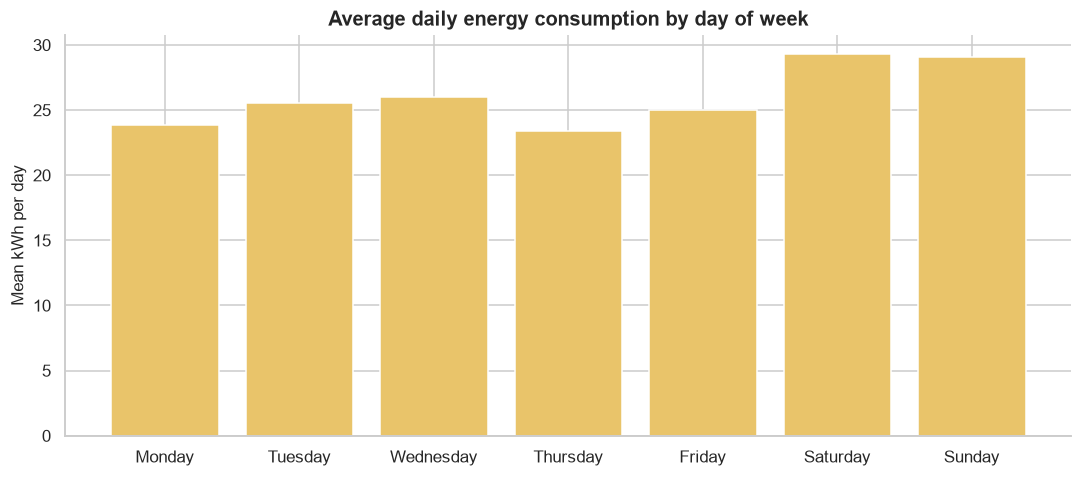 Average daily energy consumption by day of week
Mean kWh per day
30
25
20
15
10
5
0
Monday Tuesday Wednesday Thursday Friday Saturday Sunday